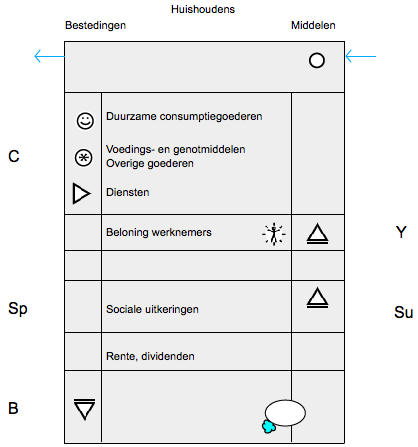 Huishoudens
Bestedingen Middelen
Duurzame consumptiegoederen
C
Voedings- en genotmiddelen
Overige goederen
Diensten
Beloning werknemers
Y
Sp
Sociale uitkeringen
Su
Rente, dividenden
B